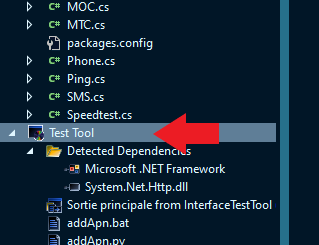 MOC.cs
C# MTC.cs
packages.config
C# Phone.cs
C# Ping.cs
C# SMS.cs
C# Speedtest.cs
Test Tool
Detected Dependencies
Microsoft .NET Framework
System.Net.Http.dll
Sortie principale from InterfaceTestTool
addApn.bat
addApn.py